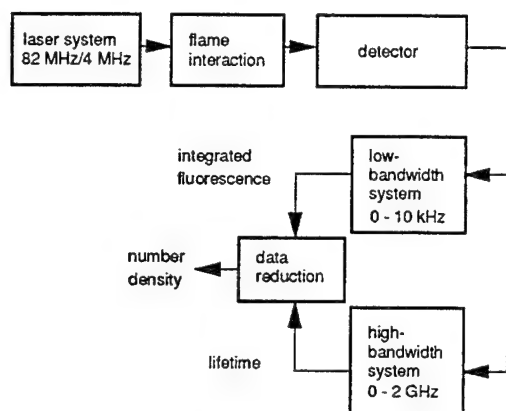 laser system
82 MHz/4 MHz
flame
interaction
detector
integrated
fluorescence
low-
bandwidth
system
0 - 10 kHz
number
density
data
reduction
lifetime
high-
bandwidth
system
0 - 2 GHz